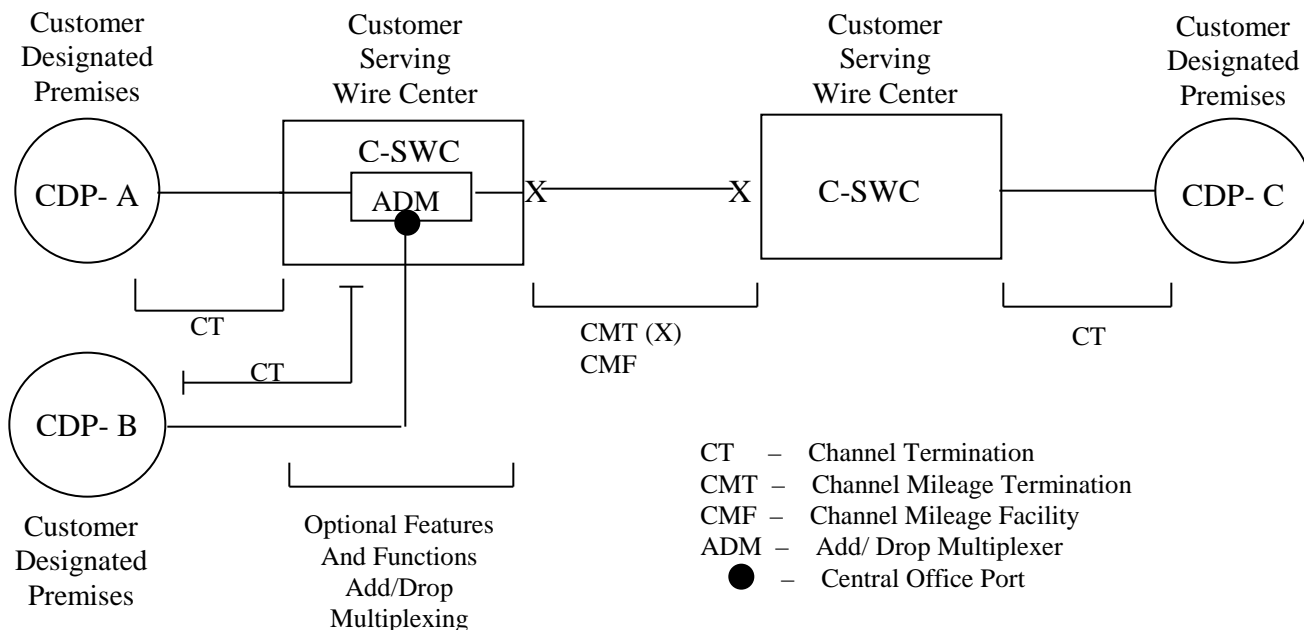 Customer
Designated
Premises
Customer
Serving
Wire Center
Customer
Serving
Wire Center
Customer
Designated
Premises
CDP- A
C-SWC
ADM
X
X
C-SWC
CDP- C
CT
CT
CMT (X)
CMF
CT
CDP- B
Customer
Designated
Premises
Optional Features
And Functions
Add/Drop
Multiplexing
CT – Channel Termination
CMT – Channel Mileage Termination
CMF – Channel Mileage Facility
ADM – Add/ Drop Multiplexer
– Central Office Port